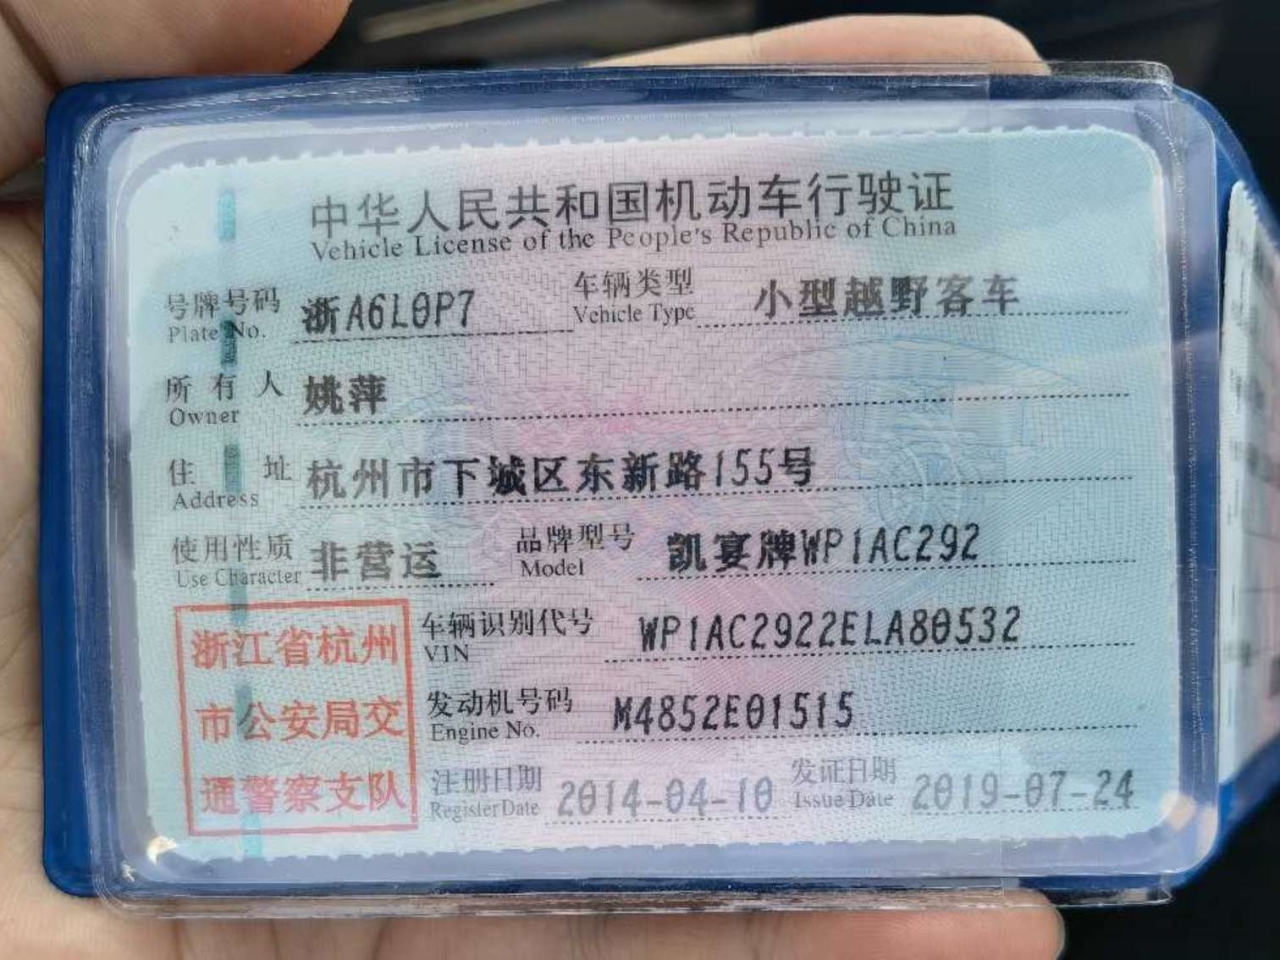 中华人民共和国机动车行驶证
Vehicle License of the People's Republic of China
号牌号码 浙A6L0P7 车辆类型 小型越野客车
Plate No. Vehicle Type
所有人 姚萍
Owner
住址 杭州市下城区东新路155号
Address
使用性质 非营运 品牌型号 凯宴牌WP1AC292
Use Character Model
浙江省杭州
市公安局交
通警察支队
车辆识别代号 WP1AC2922ELA80532
VIN
发动机号码 M4852E01515
Engine No.
注册日期 2014-04-10 发证日期 2019-07-24
Register Date Issue Date